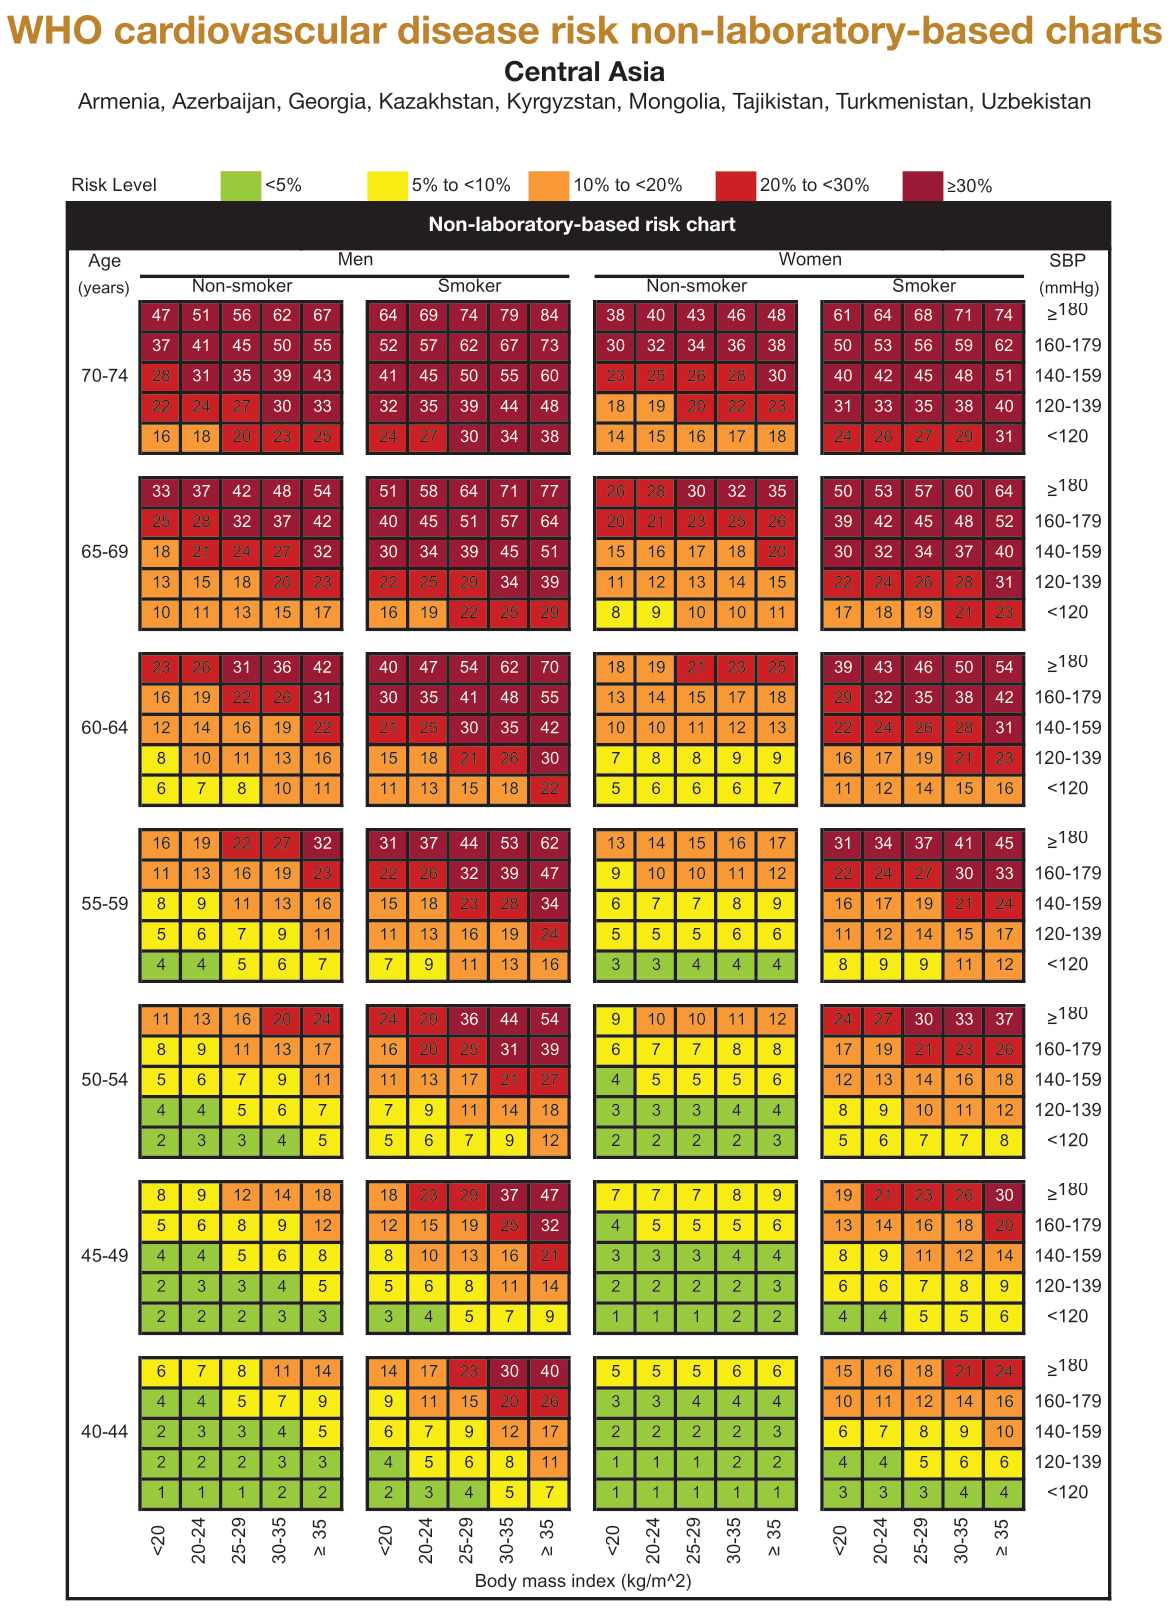 WHO cardiovascular disease risk non-laboratory-based charts
Central Asia
Armenia, Azerbaijan, Georgia, Kazakhstan, Kyrgyzstan, Mongolia, Tajikistan, Turkmenistan, Uzbekistan
Risk Level <5% 5% to <10% 10% to <20% 20% to <30% ≥30%
Non-laboratory-based risk chart
Age Men Women SBP
(years) Non-smoker Smoker Non-smoker Smoker (mmHg)
47 51 56 62 67 64 69 74 79 84 38 40 43 46 48 61 64 68 71 74 ≥180
37 41 45 50 55 52 57 62 67 73 30 32 34 36 38 50 53 56 59 62 160-179
70-74 28 31 35 39 43 41 45 50 55 60 23 25 26 28 30 40 42 45 48 51 140-159
22 24 27 30 33 32 35 39 44 48 18 19 20 22 23 31 33 35 38 40 120-139
16 18 20 23 25 24 27 30 34 38 14 15 16 17 18 24 26 27 29 31 <120
33 37 42 48 54 51 58 64 71 77 26 28 30 32 35 50 53 57 60 64 ≥180
25 28 32 37 42 40 45 51 57 64 20 21 23 25 26 39 42 45 48 52 160-179
65-69 18 21 24 27 32 30 34 39 45 51 15 16 17 18 20 30 32 34 37 40 140-159
13 15 18 20 23 22 25 29 34 39 11 12 13 14 15 22 24 26 28 31 120-139
10 11 13 15 17 16 19 22 25 29 8 9 10 10 11 17 18 19 21 23 <120
23 26 31 36 42 40 47 54 62 70 18 19 21 23 25 39 43 46 50 54 ≥180
16 19 22 26 31 30 35 41 48 55 13 14 15 17 18 29 32 35 38 42 160-179
60-64 12 14 16 19 22 21 25 30 35 42 10 10 11 12 13 22 24 26 28 31 140-159
8 10 11 13 16 15 18 21 26 30 7 8 8 9 9 16 17 19 21 23 120-139
6 7 8 10 11 11 13 15 18 22 5 6 6 6 7 11 12 14 15 16 <120
16 19 22 27 32 31 37 44 53 62 13 14 15 16 17 31 34 37 41 45 ≥180
11 13 16 19 23 22 26 32 39 47 9 10 10 11 12 22 24 27 30 33 160-179
55-59 8 9 11 13 16 15 18 23 28 34 6 7 7 8 9 16 17 19 21 24 140-159
5 6 7 9 11 11 13 16 19 24 5 5 5 6 6 11 12 14 15 17 120-139
4 4 5 6 7 7 9 11 13 16 3 3 4 4 4 8 9 9 11 12 <120
11 13 16 20 24 24 29 36 44 54 9 10 10 11 12 24 27 30 33 37 ≥180
8 9 11 13 17 16 20 25 31 39 6 7 7 8 8 17 19 21 23 26 160-179
50-54 5 6 7 9 11 11 13 17 21 27 4 5 5 5 6 12 13 14 16 18 140-159
4 4 5 6 7 7 9 11 14 18 3 3 3 4 4 8 9 10 11 12 120-139
2 3 3 4 5 5 6 7 9 12 2 2 2 2 3 5 6 7 7 8 <120
8 9 12 14 18 18 23 29 37 47 7 7 7 8 9 19 21 23 26 30 ≥180
5 6 8 9 12 12 15 19 25 32 4 5 5 5 6 13 14 16 18 20 160-179
45-49 4 4 5 6 8 8 10 13 16 21 3 3 3 4 4 8 9 11 12 14 140-159
2 3 3 4 5 5 6 8 11 14 2 2 2 2 3 6 6 7 8 9 120-139
2 2 2 3 3 3 4 5 7 9 1 1 1 2 2 4 4 5 5 6 <120
6 7 8 11 14 14 17 23 30 40 5 5 5 6 6 15 16 18 21 24 ≥180
4 4 5 7 9 9 11 15 20 26 3 3 4 4 4 10 11 12 14 16 160-179
40-44 2 3 3 4 5 6 7 9 12 17 2 2 2 2 3 6 7 8 9 10 140-159
2 2 2 3 3 4 5 6 8 11 1 1 1 2 2 4 4 5 6 6 120-139
1 1 1 2 2 2 3 4 5 7 1 1 1 1 1 3 3 3 4 4 <120
<20 20-24 25-29 30-35 ≥ 35 <20 20-24 25-29 30-35 ≥ 35 <20 20-24 25-29 30-35 ≥ 35 <20 20-24 25-29 30-35 ≥ 35
Body mass index (kg/m^2)